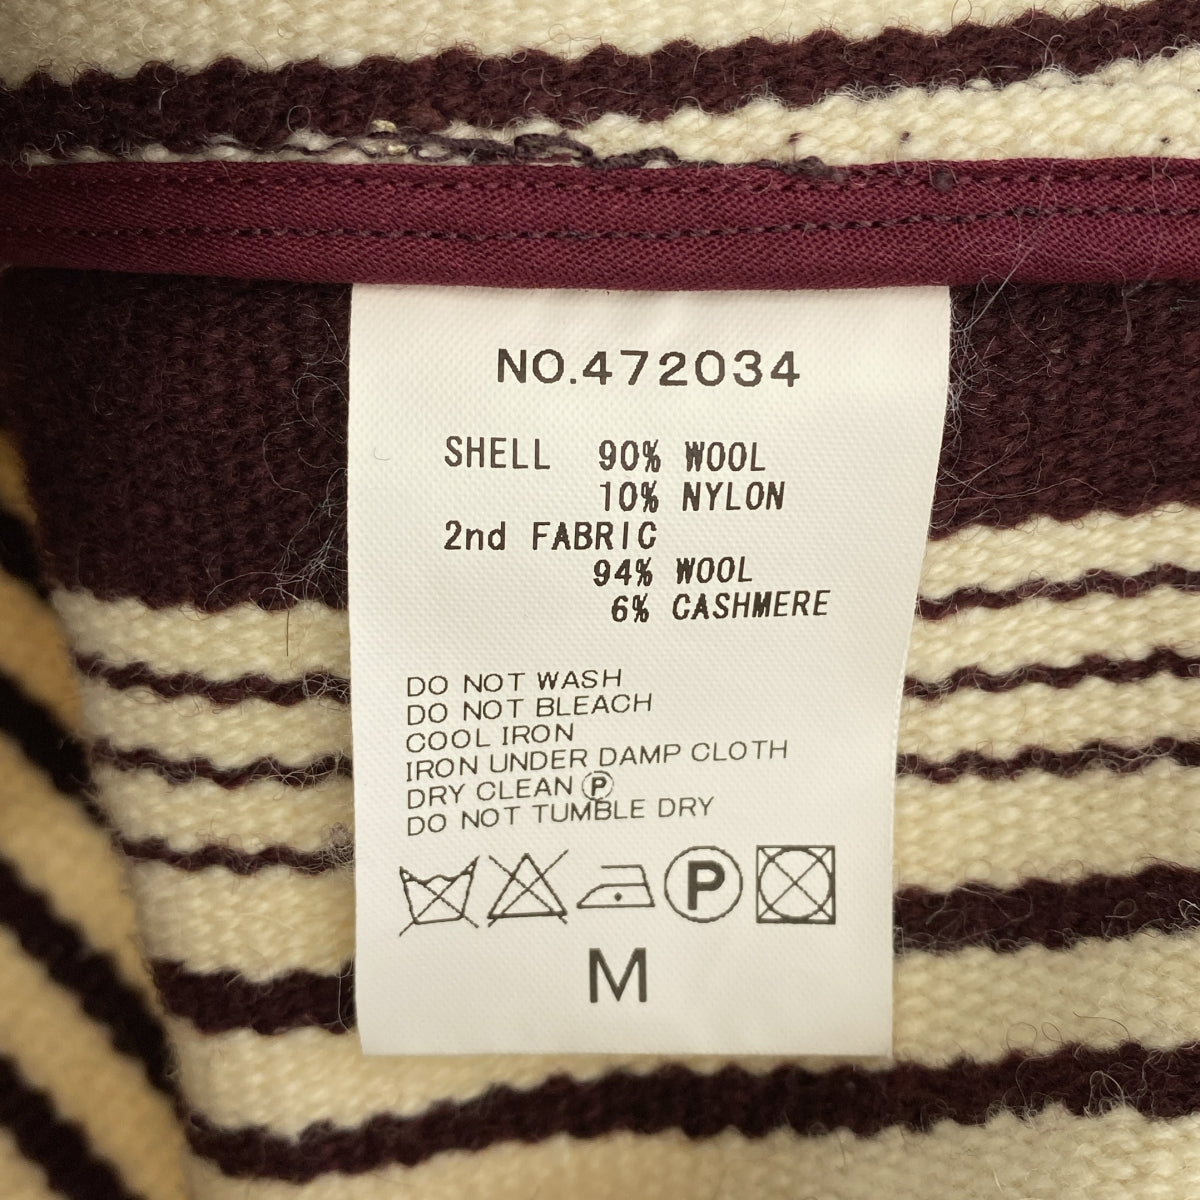 NO.472034
SHELL 90% WOOL
10% NYLON
2nd FABRIC
94% WOOL
6% CASHMERE
DO NOT WASH
DO NOT BLEACH
COOL IRON
IRON UNDER DAMP CLOTH
DRY CLEAN Ⓟ
DO NOT TUMBLE DRY
P
M